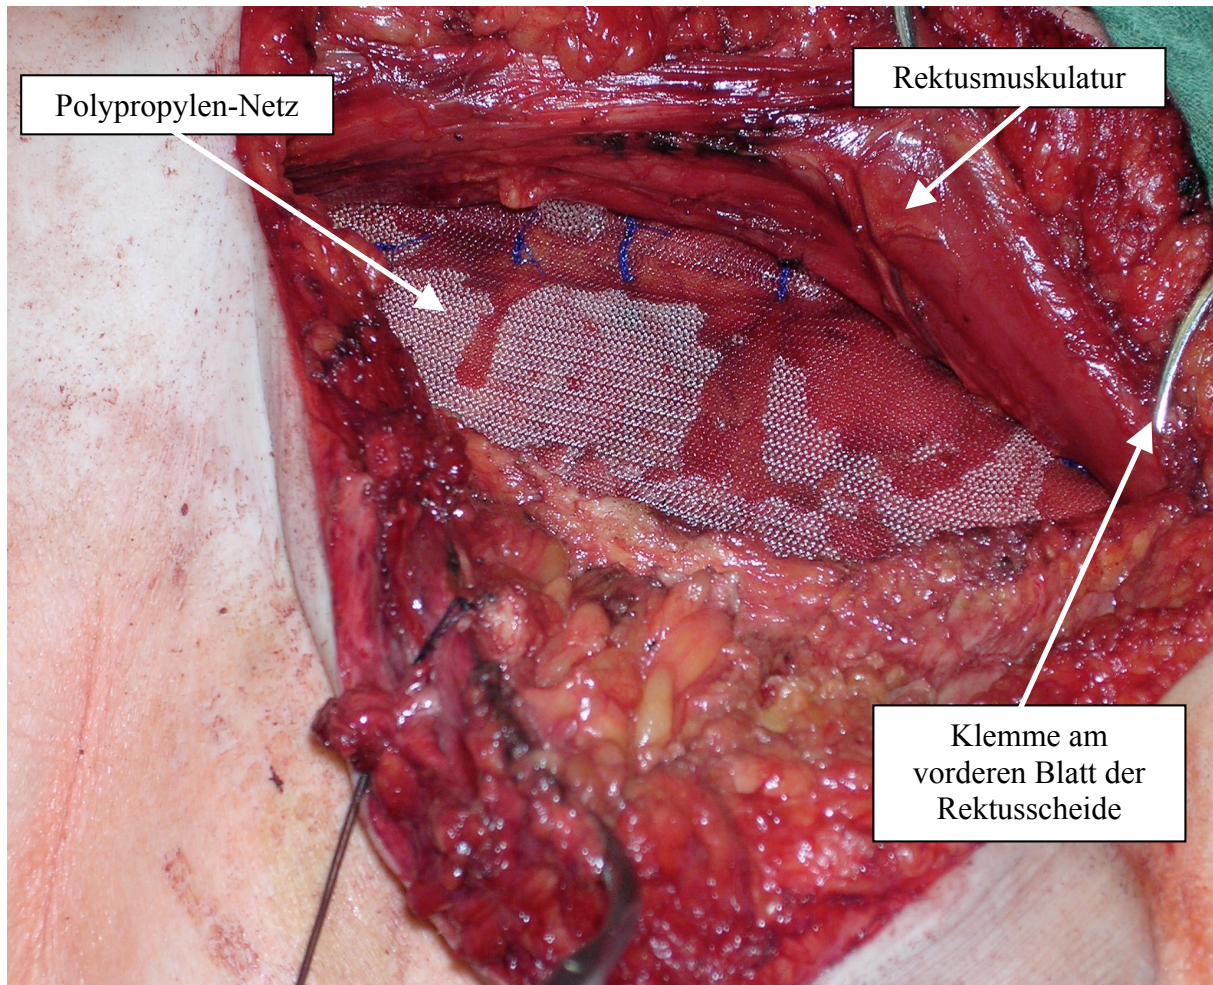 Polypropylen-Netz
Rektusmuskulatur
Klemme am
vorderen Blatt der
Rektusscheide